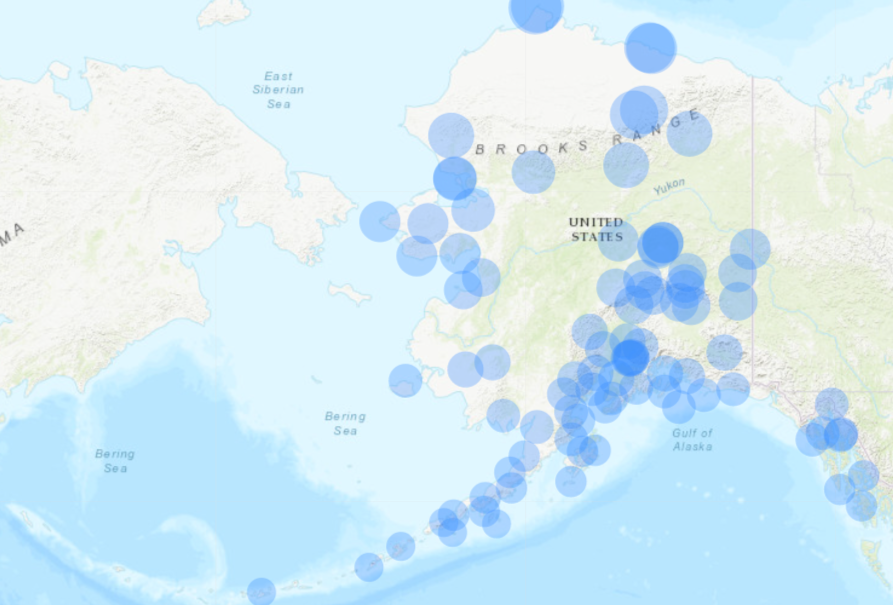 East
Siberian
Sea
BROOKS RANGE
Yukon
UNITED
STATES
MA
Bering
Sea
Gulf of
Alaska
Bering
Sea